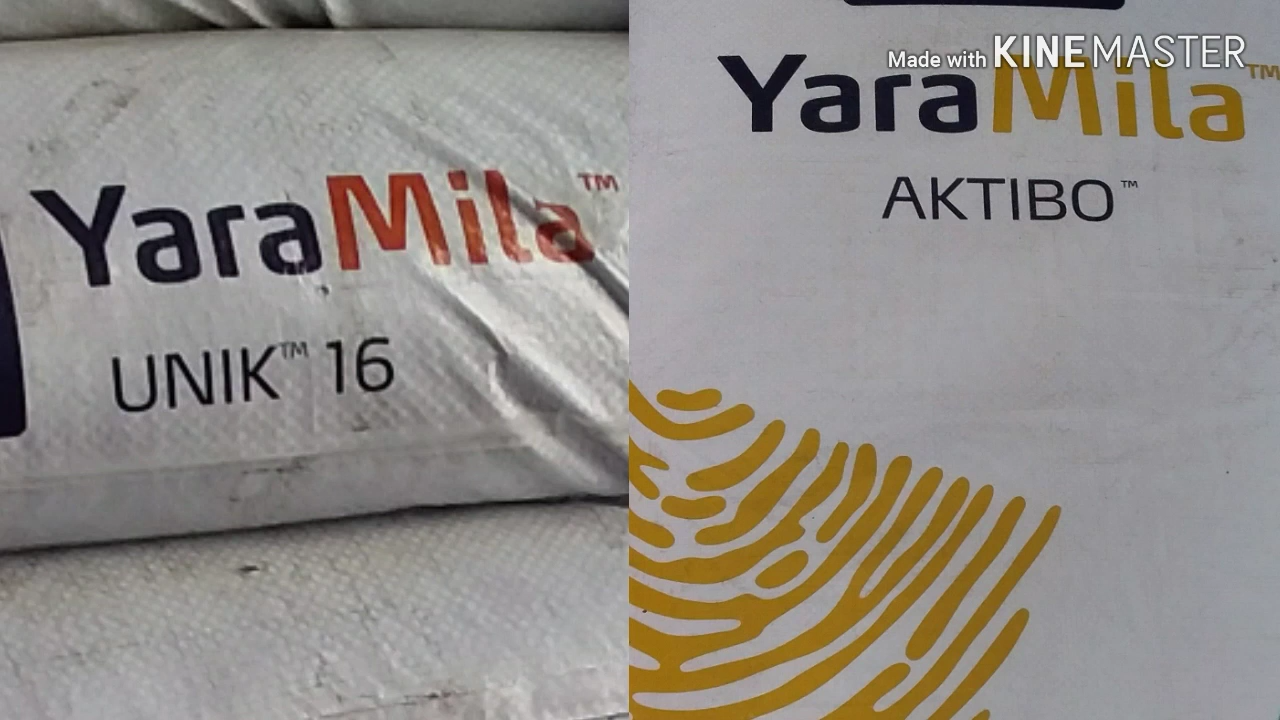 YaraMila™
UNIK™ 16
Made with KINEMASTER
YaraMila™
AKTIBO™